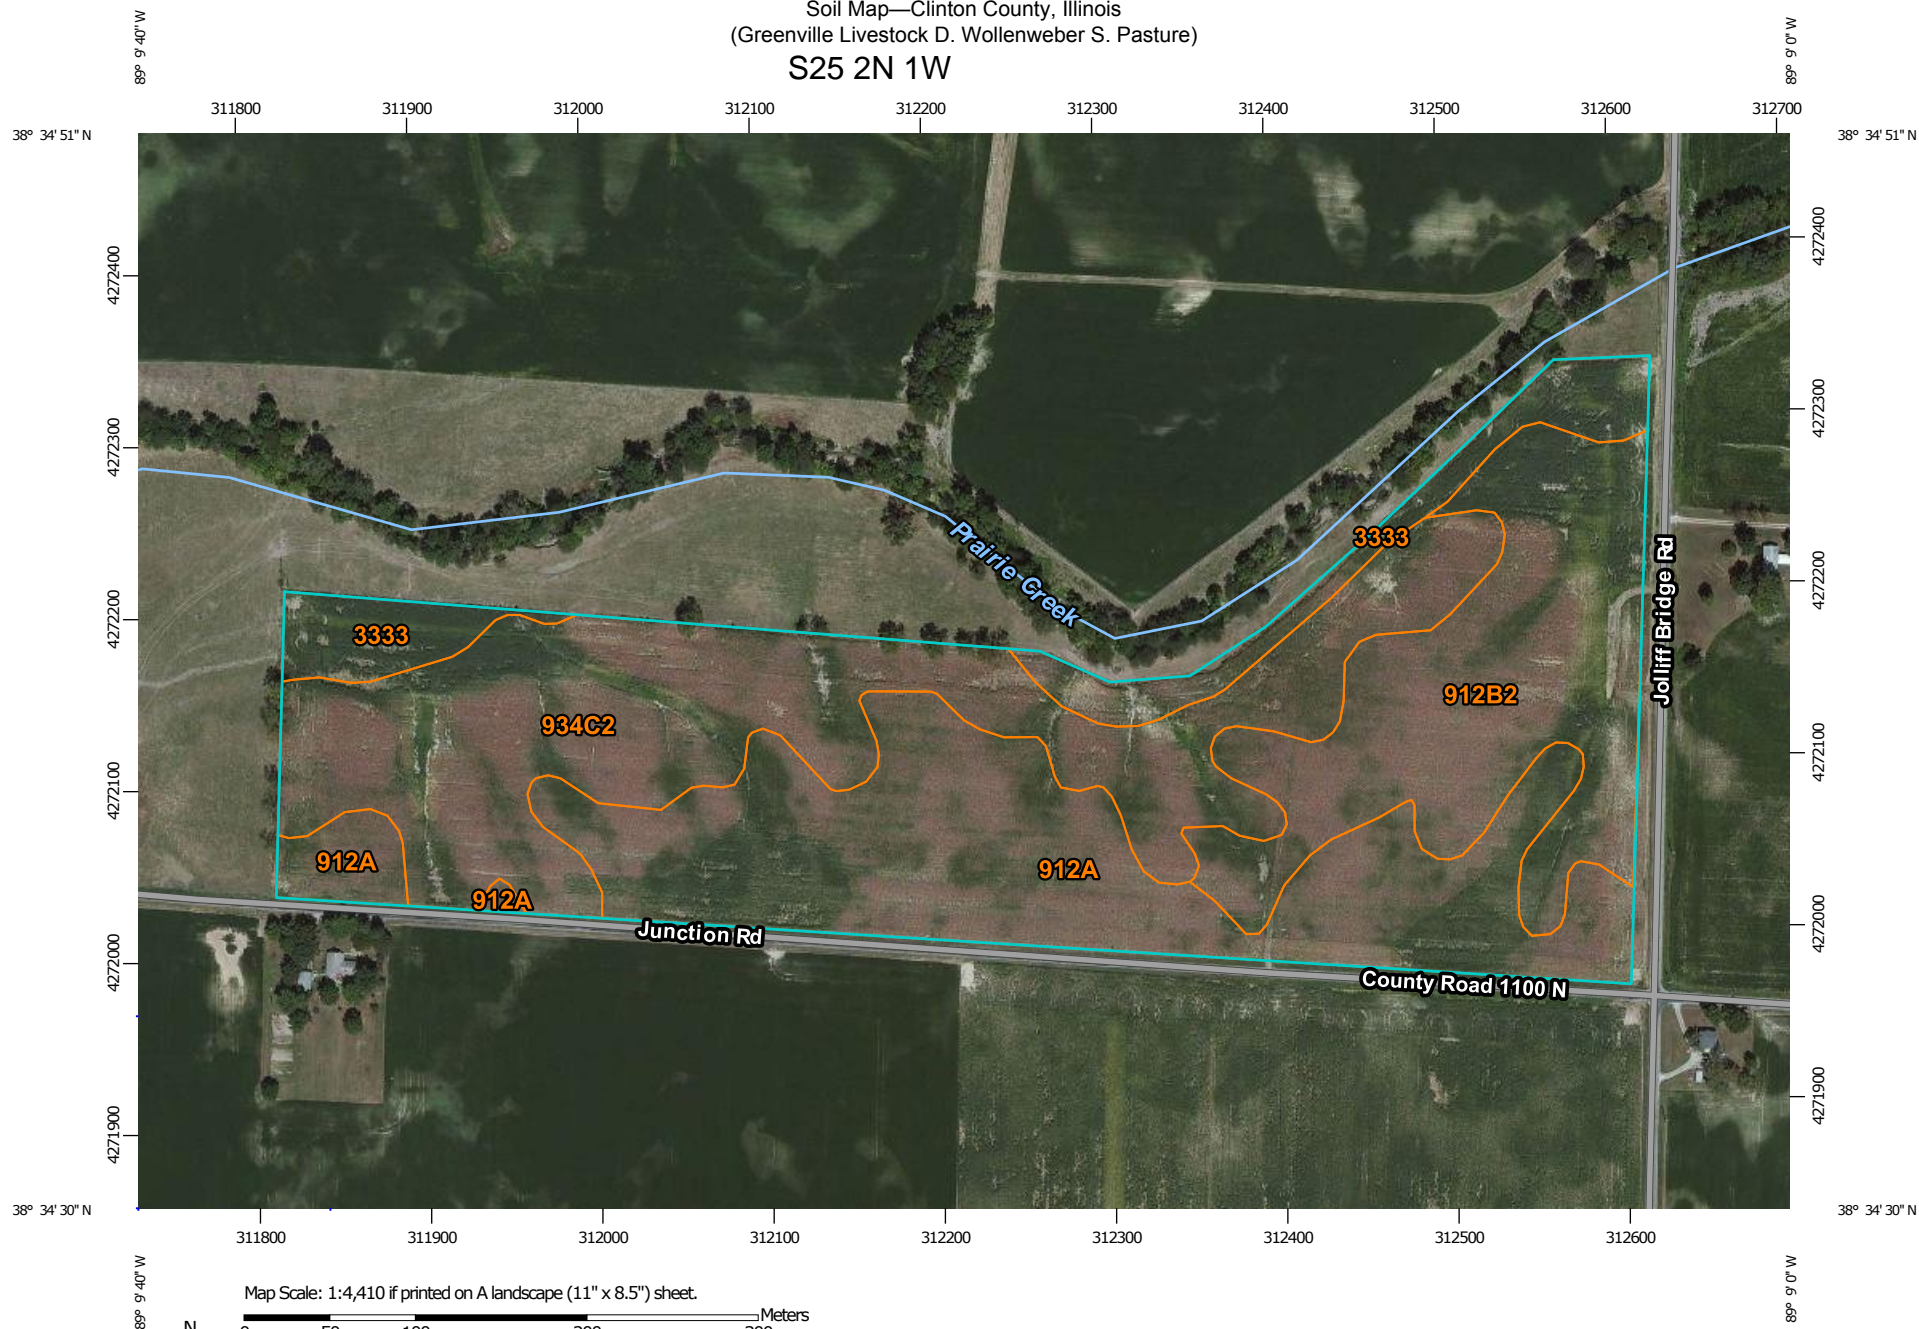 Soil Map—Clinton County, Illinois
(Greenville Livestock D. Wollenweber S. Pasture)
S25 2N 1W
89° 9' 40'' W
89° 9' 0'' W
311800 311900 312000 312100 312200 312300 312400 312500 312600 312700
38° 34' 51'' N
38° 34' 51'' N
4272400
4272400
4272300
4272300
Prairie Creek
3333
4272200
4272200
3333
Jolliff Bridge Rd
912B2
934C2
4272100
4272100
912A
912A
912A
Junction Rd
4272000
4272000
County Road 1100 N
4271900
4271900
38° 34' 30'' N
38° 34' 30'' N
311800 311900 312000 312100 312200 312300 312400 312500 312600
89° 9' 40'' W
89° 9' 0'' W
Map Scale: 1:4,410 if printed on A landscape (11" x 8.5") sheet.
Meters
N